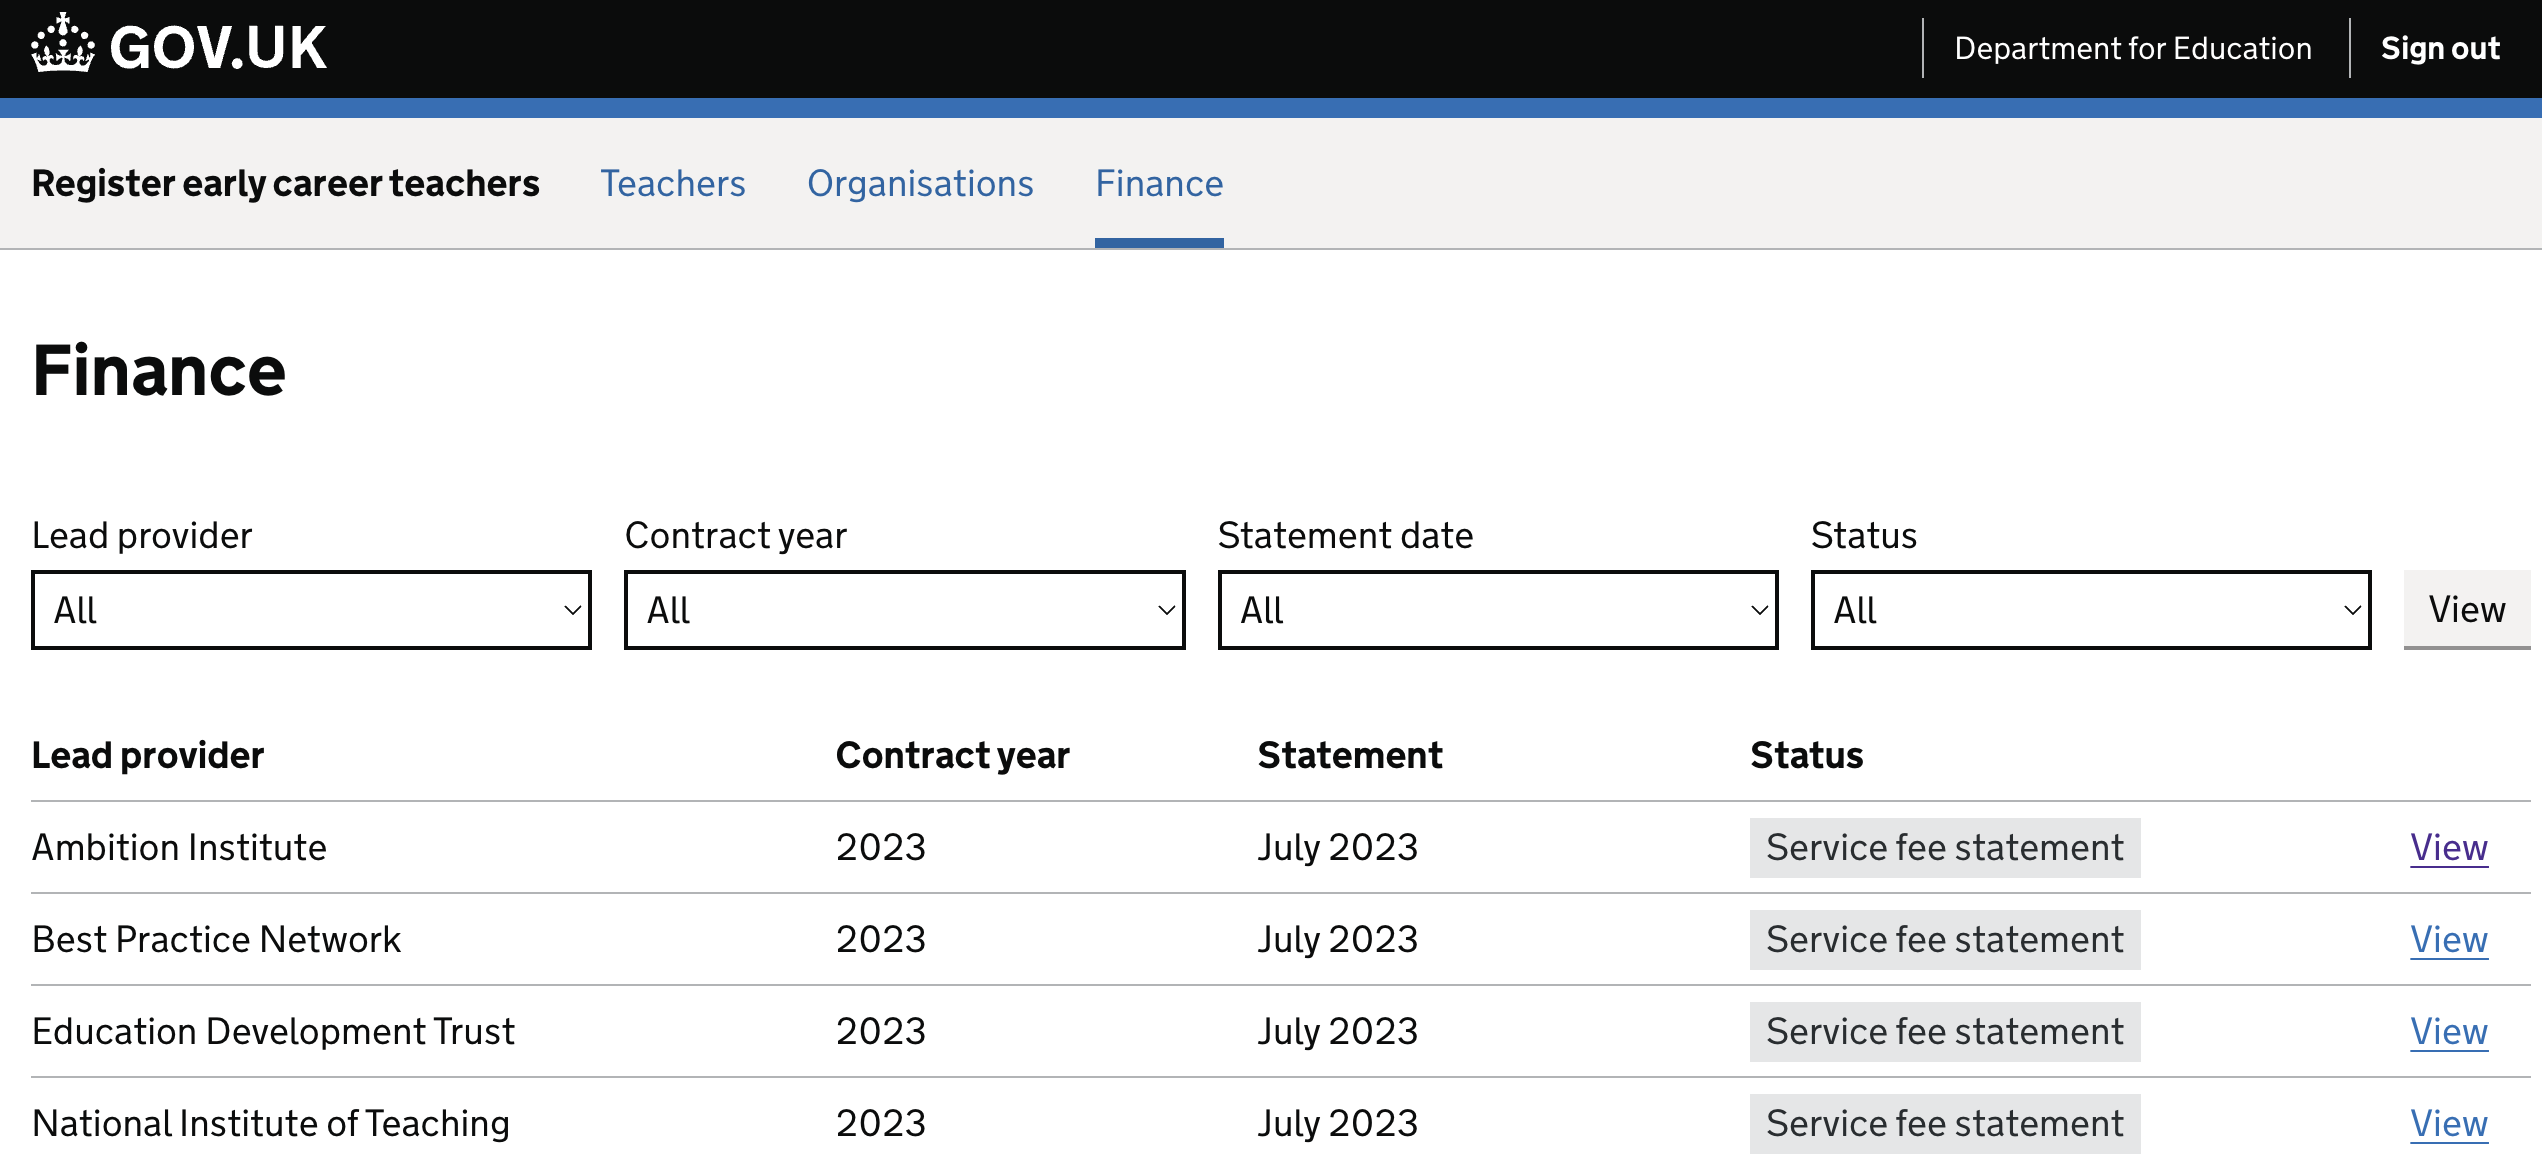 GOV.UK Department for Education Sign out
Register early career teachers Teachers Organisations Finance
Finance
Lead provider Contract year Statement date Status
All All All All View
Lead provider Contract year Statement Status
Ambition Institute 2023 July 2023 Service fee statement View
Best Practice Network 2023 July 2023 Service fee statement View
Education Development Trust 2023 July 2023 Service fee statement View
National Institute of Teaching 2023 July 2023 Service fee statement View